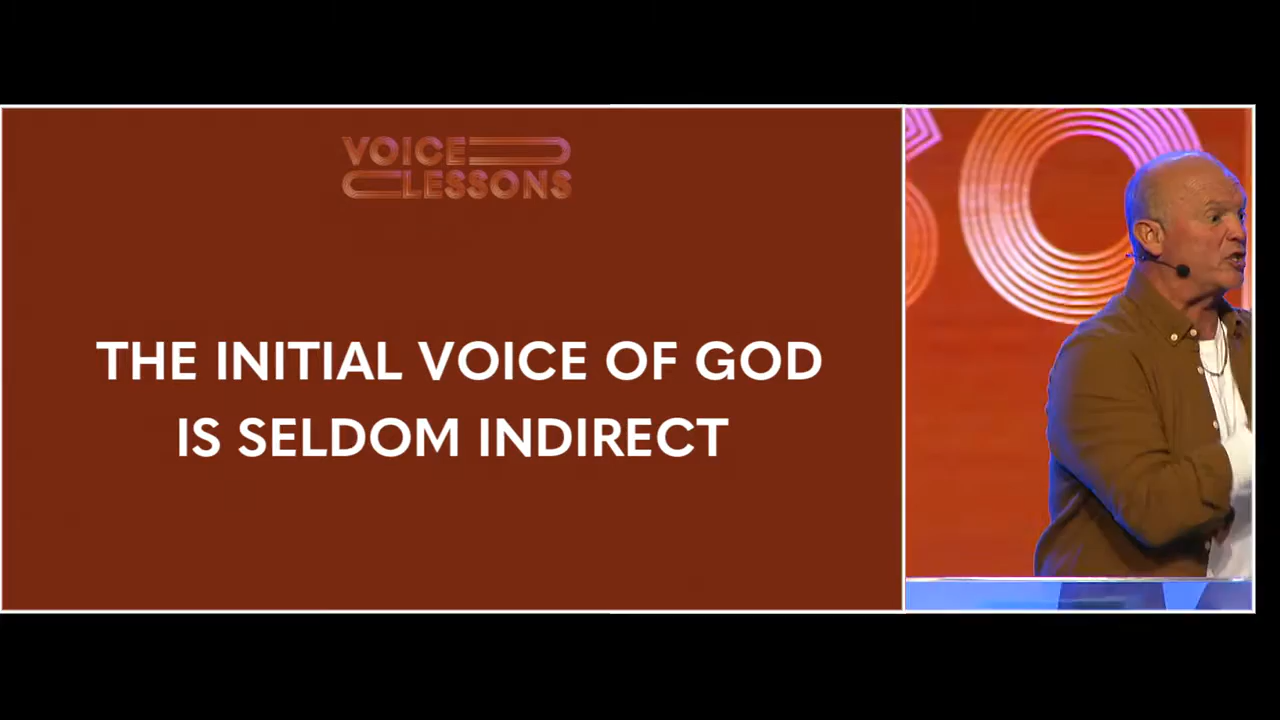 VOICE
LESSONS
THE INITIAL VOICE OF GOD
IS SELDOM INDIRECT